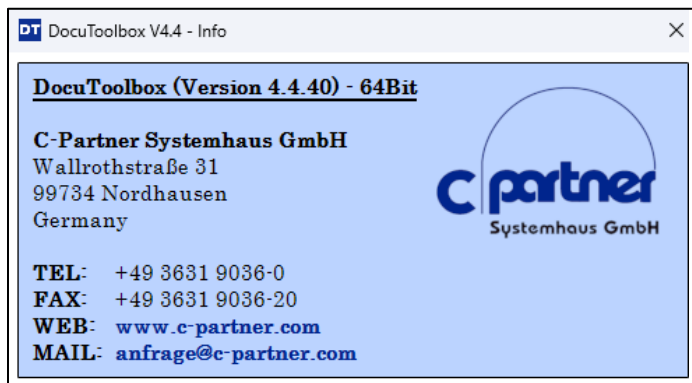 DT DocuToolbox V4.4 - Info
DocuToolbox (Version 4.4.40) - 64Bit
C-Partner Systemhaus GmbH
Wallrothstraße 31
99734 Nordhausen
Germany
C partner
Systemhaus GmbH
TEL: +49 3631 9036-0
FAX: +49 3631 9036-20
WEB: www.c-partner.com
MAIL: anfrage@c-partner.com